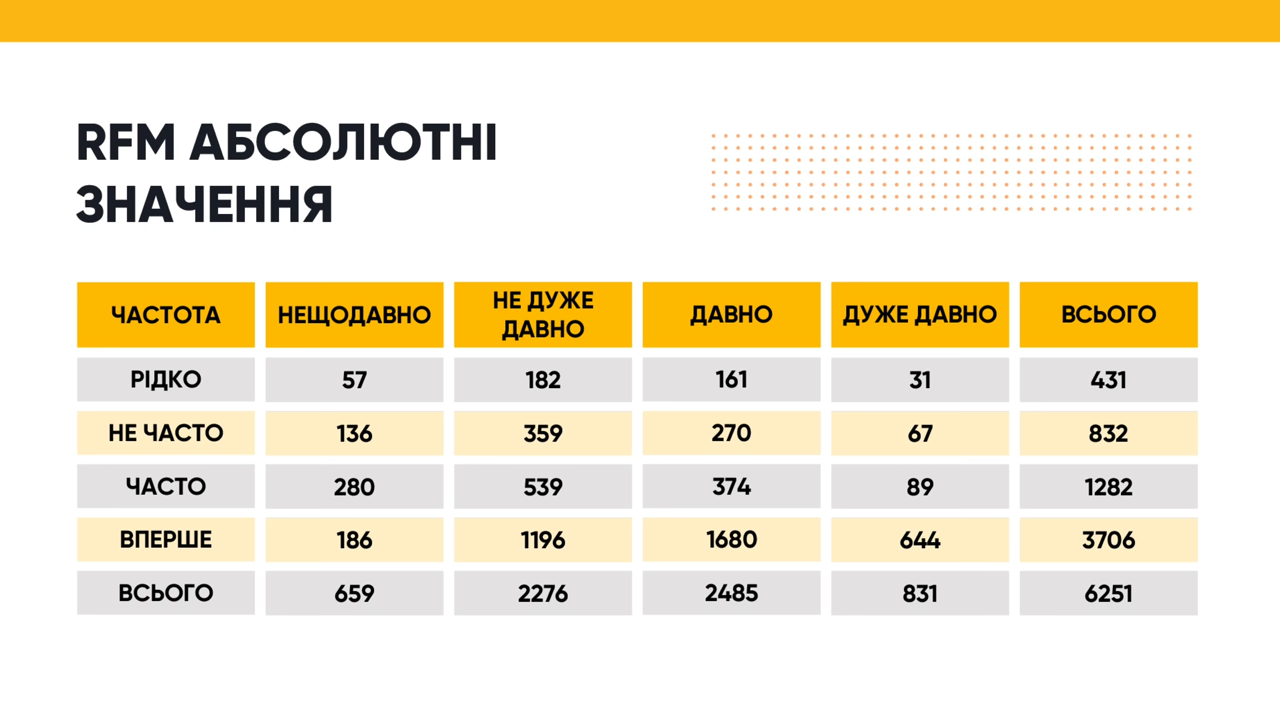 RFM АБСОЛЮТНІ
ЗНАЧЕННЯ
ЧАСТОТА НЕЩОДАВНО НЕ ДУЖЕ ДАВНО ДАВНО ДУЖЕ ДАВНО ВСЬОГО
РІДКО 57 182 161 31 431
НЕ ЧАСТО 136 359 270 67 832
ЧАСТО 280 539 374 89 1282
ВПЕРШЕ 186 1196 1680 644 3706
ВСЬОГО 659 2276 2485 831 6251